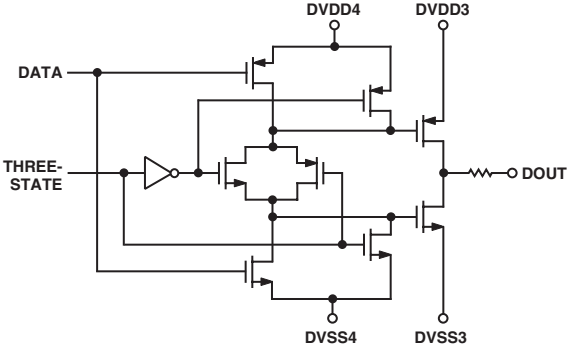 DVDD4
DVDD3
DATA
THREE-
STATE
DOUT
DVSS4
DVSS3